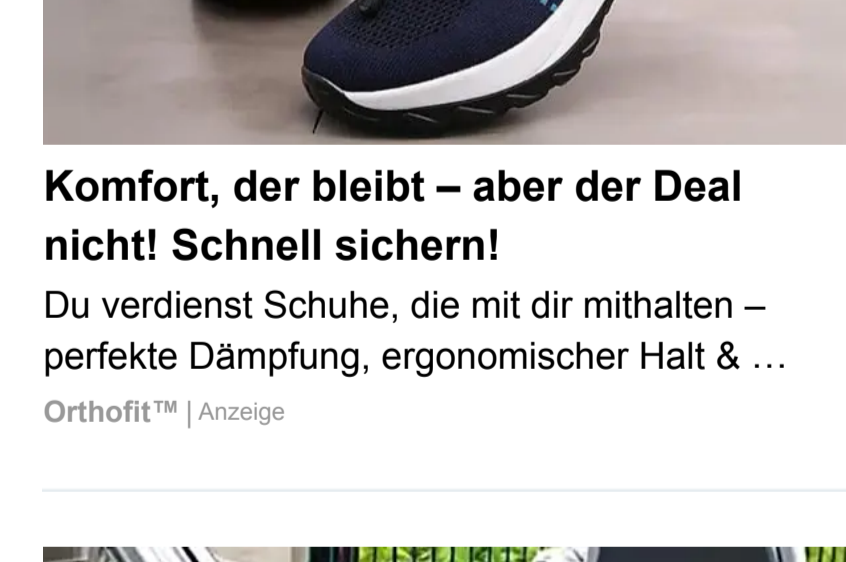 Komfort, der bleibt – aber der Deal
nicht! Schnell sichern!
Du verdienst Schuhe, die mit dir mithalten –
perfekte Dämpfung, ergonomischer Halt & …
Orthofit™ | Anzeige